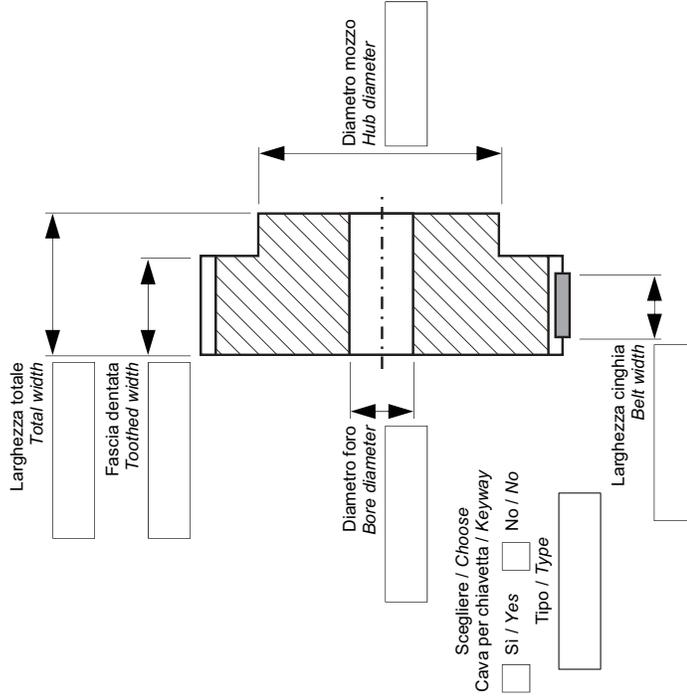 Larghezza totale
Total width
Fascia dentata
Toothed width
Diametro foro
Bore diameter
Diametro mozzo
Hub diameter
Scegliere / Choose
Cava per chiavetta / Keyway
Sì / Yes No / No
Tipo / Type
Larghezza cinghia
Belt width